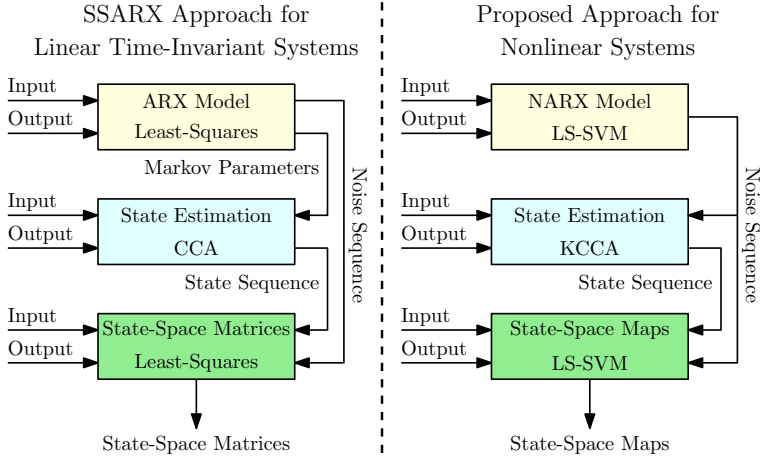 SSARX Approach for
Linear Time-Invariant Systems
Input
Output
ARX Model
Least-Squares
Markov Parameters
Noise Sequence
Input
Output
State Estimation
CCA
State Sequence
Input
Output
State-Space Matrices
Least-Squares
State-Space Matrices
Proposed Approach for
Nonlinear Systems
Input
Output
NARX Model
LS-SVM
Noise Sequence
Input
Output
State Estimation
KCCA
State Sequence
Input
Output
State-Space Maps
LS-SVM
State-Space Maps